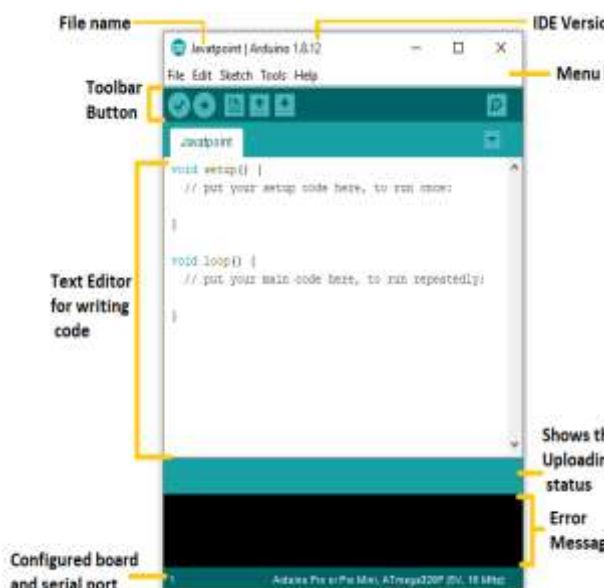 File name
IDE Versio
Javatpoint | Arduino 1.8.12
File Edit Sketch Tools Help
Menu
Toolbar
Button
Javatpoint
void setup() {
// put your setup code here, to run once:
}
void loop() {
// put your main code here, to run repeatedly:
}
Text Editor
for writing
code
Shows th
Uploadin
status
Error
Messag
Configured board
and serial port
1
Arduino Pro or Pro Mini, ATmega328P (5V, 16 MHz)